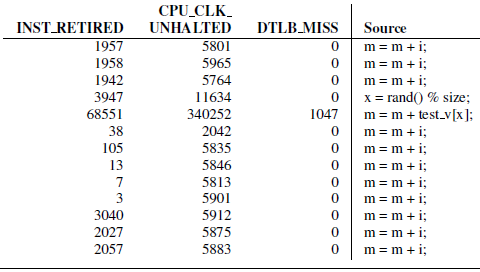 CPU_CLK_
INST_RETIRED UNHALTED DTLB_MISS Source
1957 5801 0 m = m + i;
1958 5965 0 m = m + i;
1942 5764 0 m = m + i;
3947 11634 0 x = rand() % size;
68551 340252 1047 m = m + test_v[x];
38 2042 0 m = m + i;
105 5835 0 m = m + i;
13 5846 0 m = m + i;
7 5813 0 m = m + i;
3 5901 0 m = m + i;
3040 5912 0 m = m + i;
2027 5875 0 m = m + i;
2057 5883 0 m = m + i;